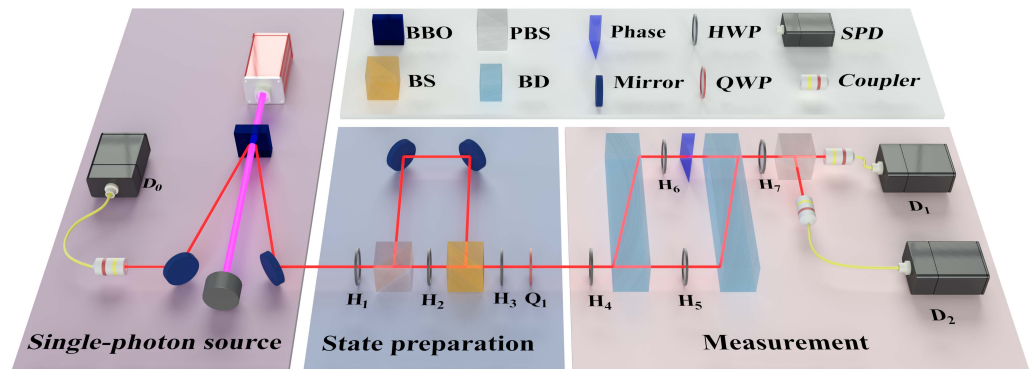 BBO PBS Phase HWP SPD
BS BD Mirror QWP Coupler
D0
H6 H7
D1
H1 H2 H3 Q1 H4 H5
D2
Single-photon source State preparation Measurement